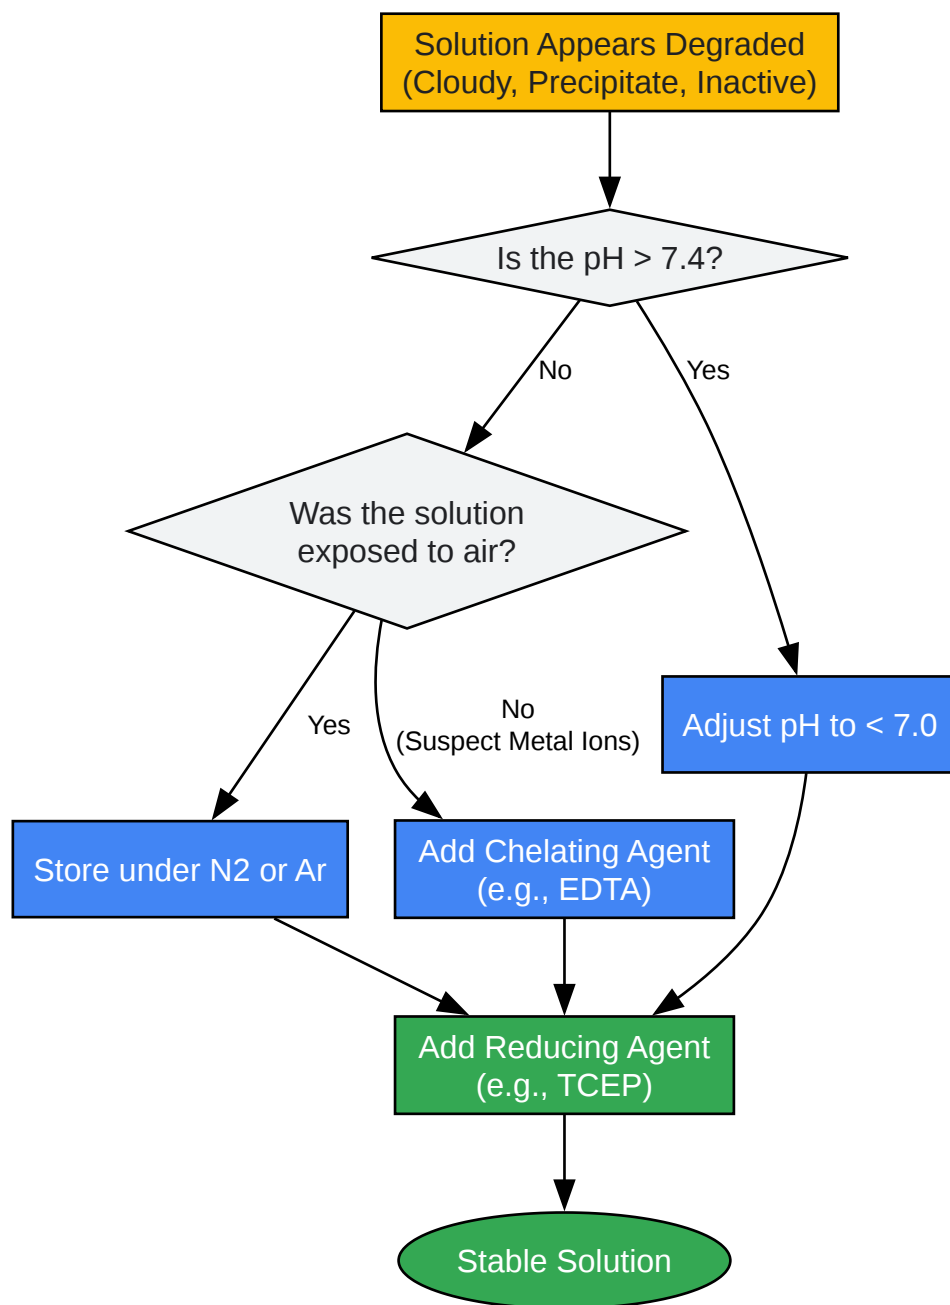 Solution Appears Degraded
(Cloudy, Precipitate, Inactive)
Is the pH > 7.4?
No
Yes
Was the solution
exposed to air?
Yes
No
(Suspect Metal Ions)
Adjust pH to < 7.0
Store under N2 or Ar
Add Chelating Agent
(e.g., EDTA)
Add Reducing Agent
(e.g., TCEP)
Stable Solution